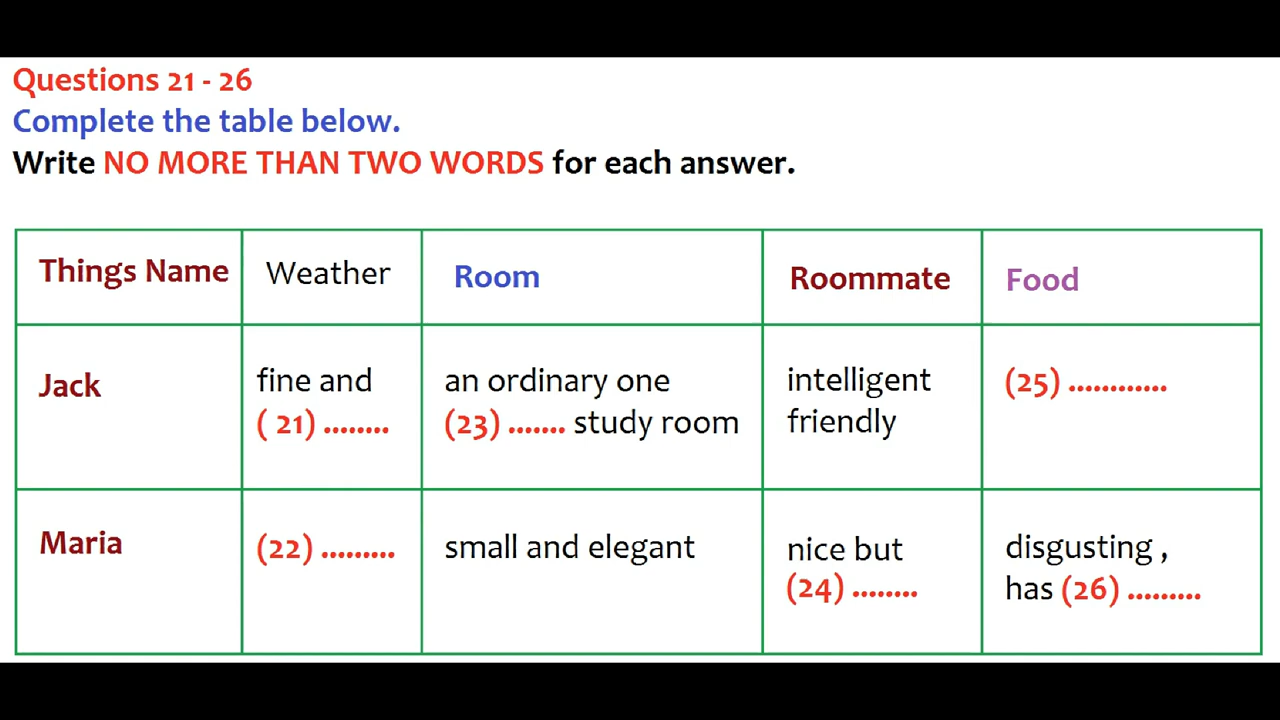 Questions 21 - 26
Complete the table below.
Write NO MORE THAN TWO WORDS for each answer.
Things Name
Weather
Room
Roommate
Food
Jack
fine and
( 21) ........
an ordinary one
(23) ....... study room
intelligent
friendly
(25) ............
Maria
(22) .........
small and elegant
nice but
(24) ........
disgusting ,
has (26) .........